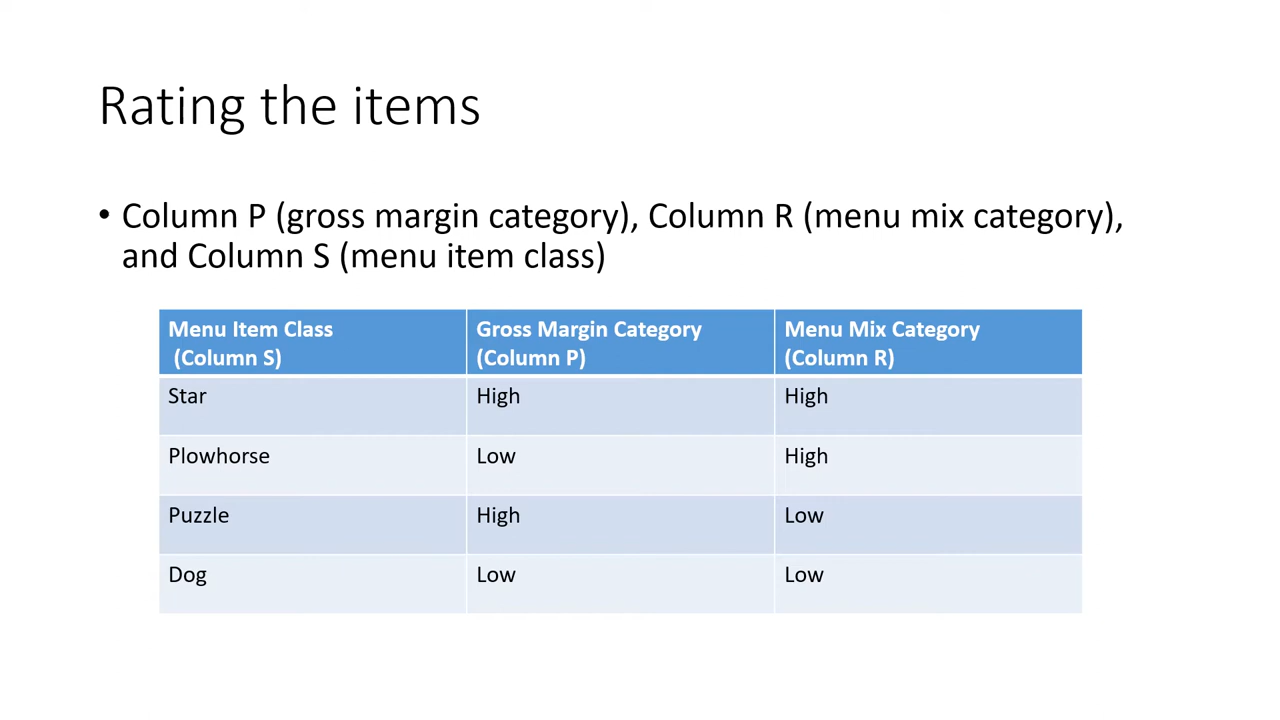 Rating the items
• Column P (gross margin category), Column R (menu mix category),
and Column S (menu item class)
Menu Item Class Gross Margin Category Menu Mix Category
(Column S) (Column P) (Column R)
Star High High
Plowhorse Low High
Puzzle High Low
Dog Low Low